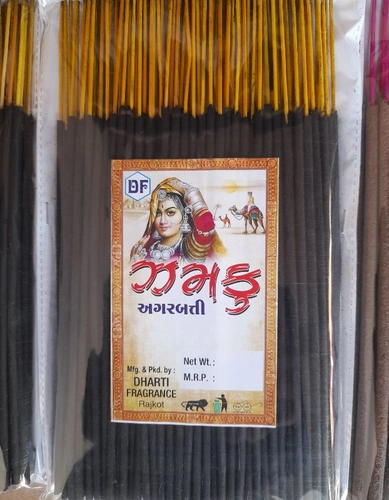 DF
ઝમકુ
અગરબત્તી
Net Wt. :
M.R.P. :
Mfg. & Pkd. by :
DHARTI
FRAGRANCE
Rajkot